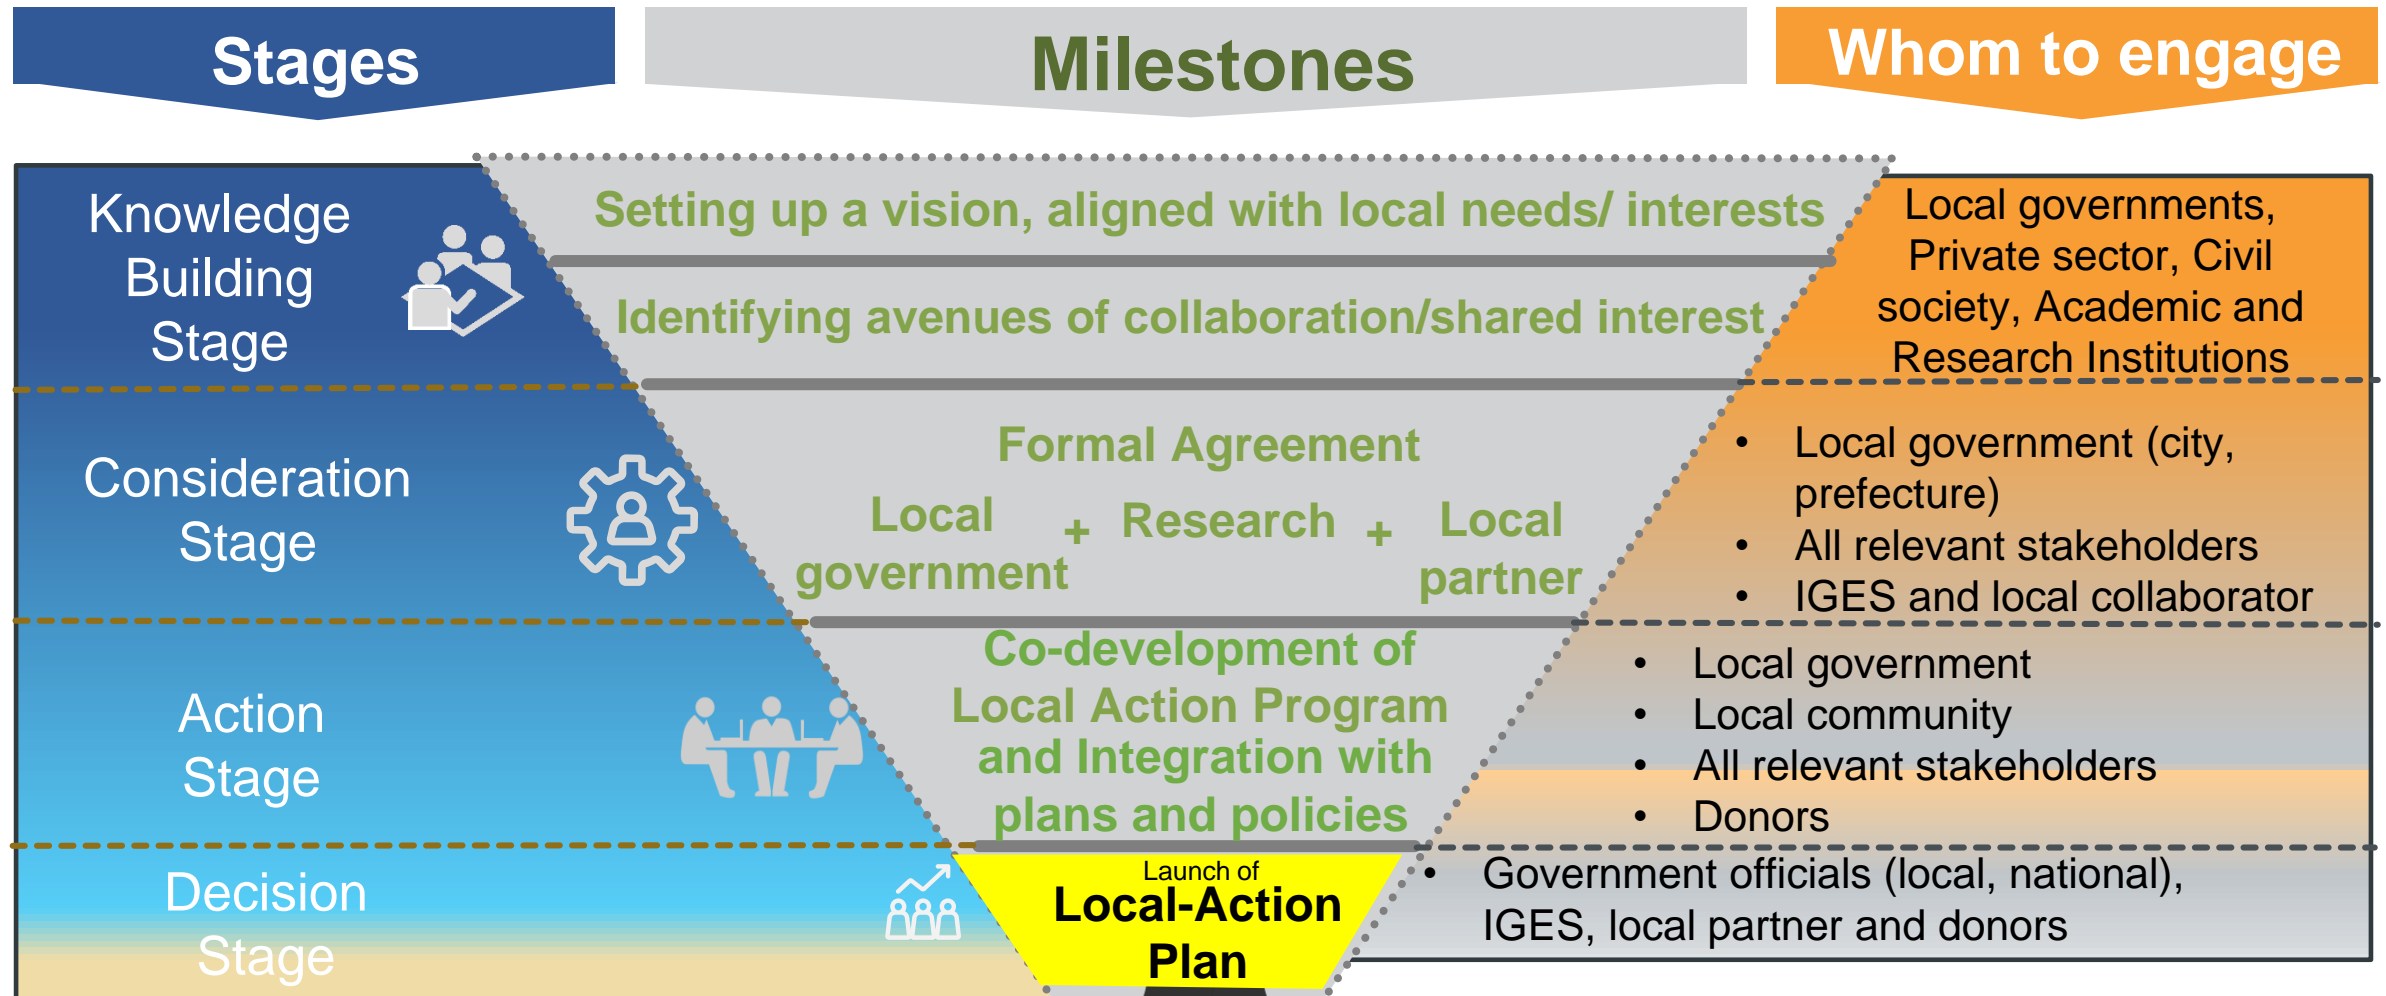 Stages
Milestones
Whom to engage
Knowledge
Building
Stage
Setting up a vision, aligned with local needs/ interests
Identifying avenues of collaboration/shared interest
Local governments,
Private sector, Civil
society, Academic and
Research Institutions
Consideration
Stage
Formal Agreement
Local
government
+
Research
+
Local
partner
• Local government (city,
prefecture)
• All relevant stakeholders
• IGES and local collaborator
Action
Stage
Co-development of
Local Action Program
and Integration with
plans and policies
• Local government
• Local community
• All relevant stakeholders
• Donors
Decision
Stage
Launch of
Local-Action
Plan
• Government officials (local, national),
IGES, local partner and donors